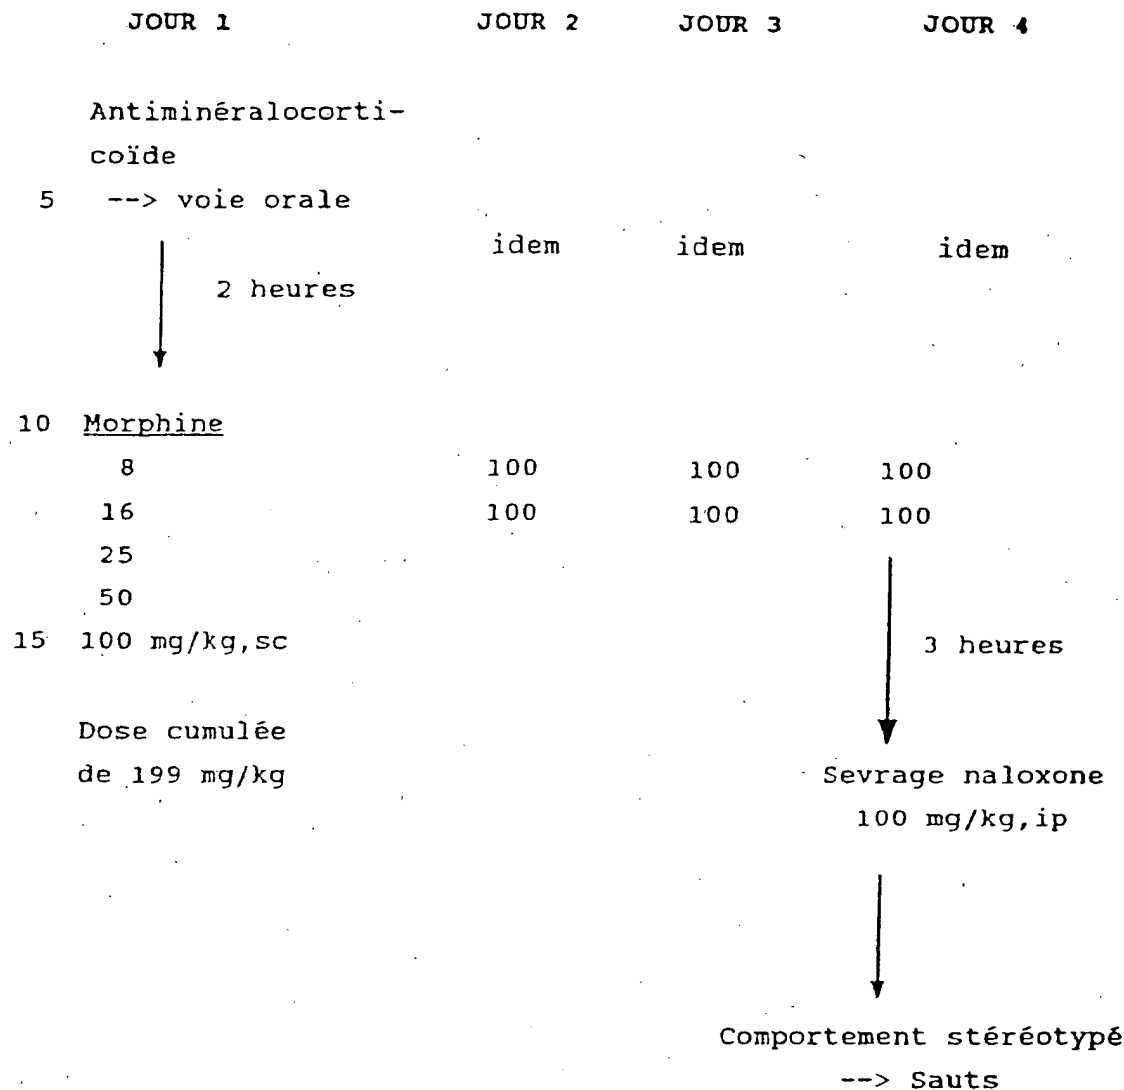 JOUR 1 JOUR 2 JOUR 3 JOUR 4
Antiminéralocorti-
coïde
5 --> voie orale
idem idem idem
2 heures
10 Morphine
8 100 100 100
16 100 100 100
25
50
15 100 mg/kg,sc
3 heures
Dose cumulée
de 199 mg/kg
Sevrage naloxone
100 mg/kg,ip
Comportement stéréotypé
--> Sauts